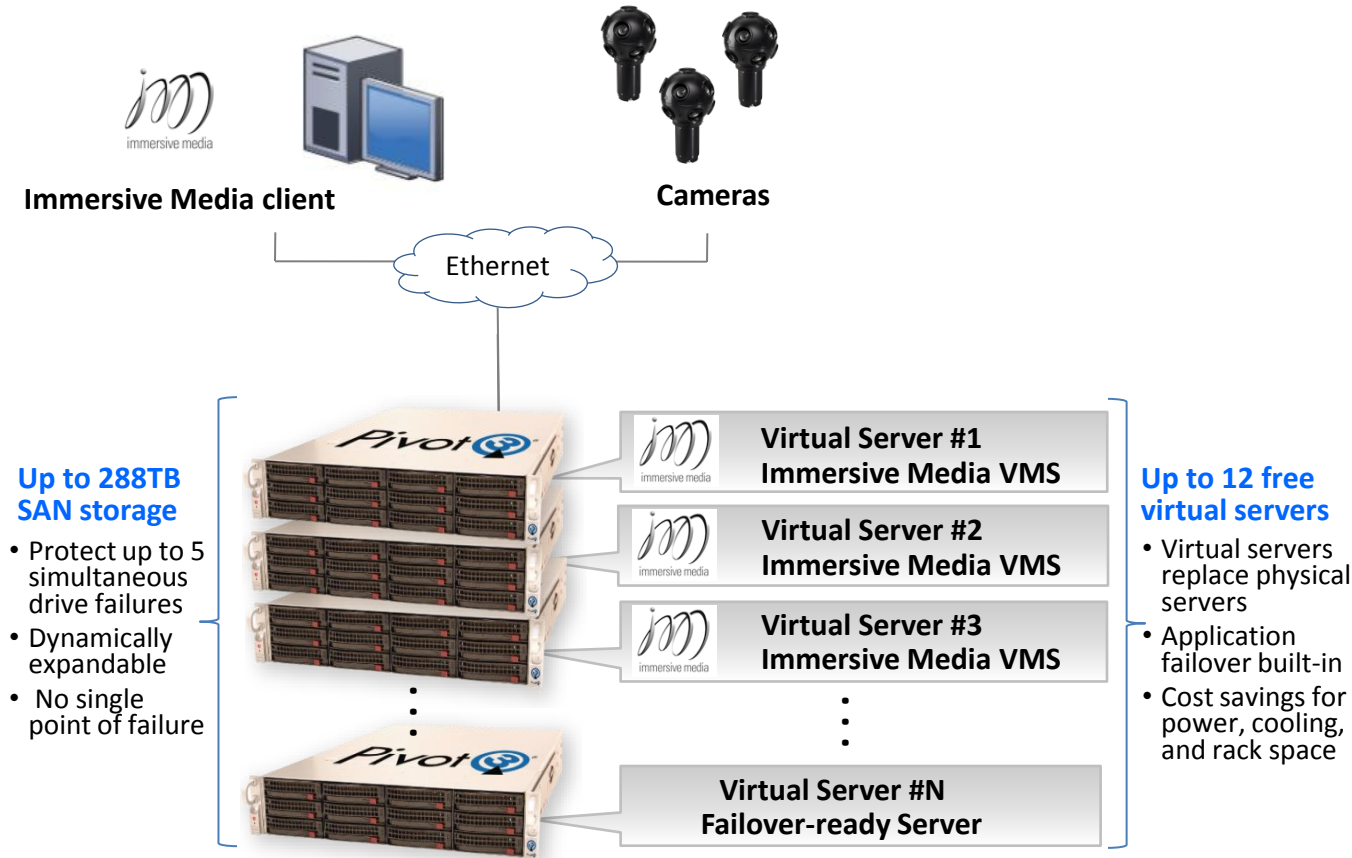 immersive media
Immersive Media client
Cameras
Ethernet
Up to 288TB
SAN storage
• Protect up to 5
simultaneous
drive failures
• Dynamically
expandable
• No single
point of failure
Pivot3
immersive media
Virtual Server #1
Immersive Media VMS
immersive media
Virtual Server #2
Immersive Media VMS
immersive media
Virtual Server #3
Immersive Media VMS
Pivot3
Virtual Server #N
Failover-ready Server
Up to 12 free
virtual servers
• Virtual servers
replace physical
servers
• Application
failover built-in
• Cost savings for
power, cooling,
and rack space